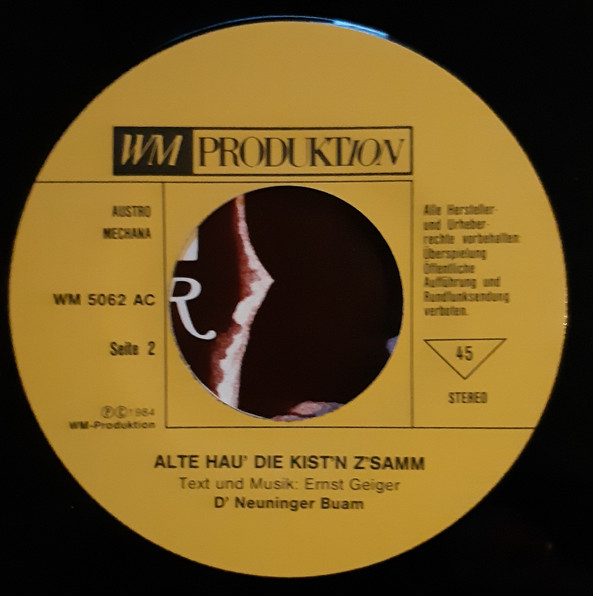 WM PRODUKTION
AUSTRO
MECHANA
WM 5062 AC
Seite 2
Ⓟ©1984
WM-Produktion
Alle Hersteller-
und Urheber-
rechte vorbehalten
Überspielung
Öffentliche
Aufführung und
Rundfunksendung
verboten.
45
STEREO
R
ALTE HAU' DIE KIST'N Z'SAMM
Text und Musik: Ernst Geiger
D' Neuninger Buam